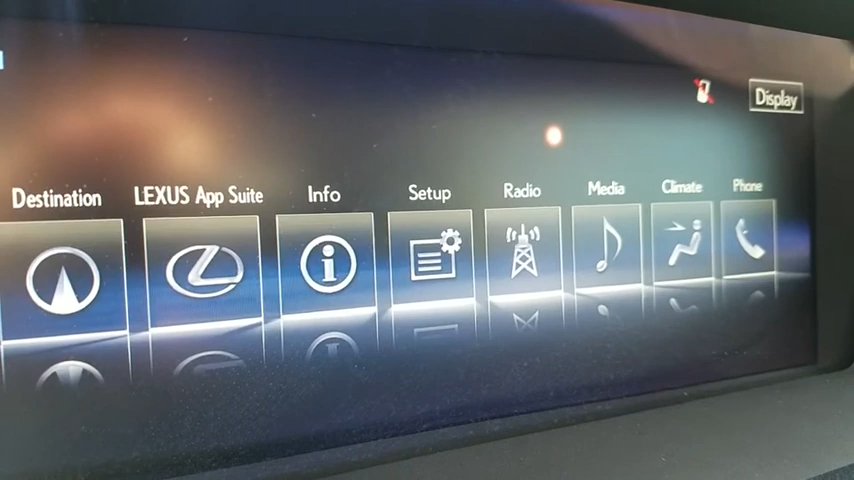 Display
Destination
LEXUS App Suite
Info
Setup
Radio
Media
Climate
Phone